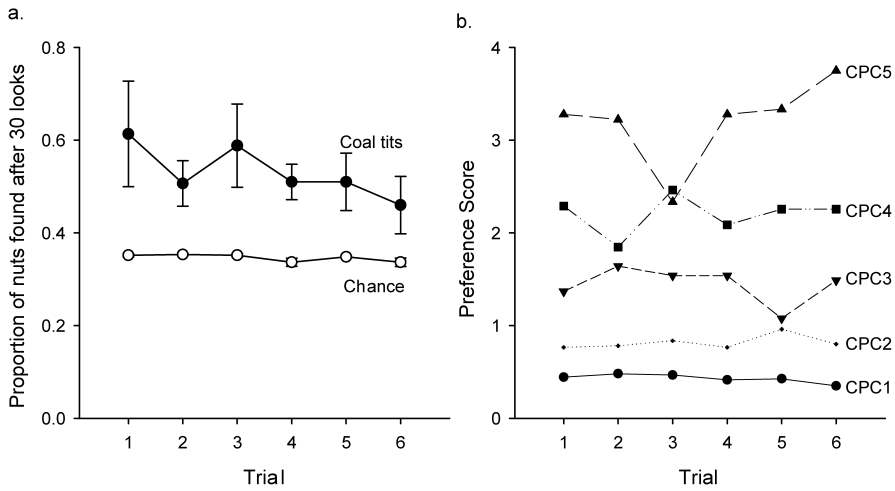 a.
Proportion of nuts found after 30 looks
0.8
0.6
0.4
0.2
0.0
Coal tits
Chance
1 2 3 4 5 6
Trial
b.
Preference Score
4
3
2
1
0
CPC5
CPC4
CPC3
CPC2
CPC1
1 2 3 4 5 6
Trial